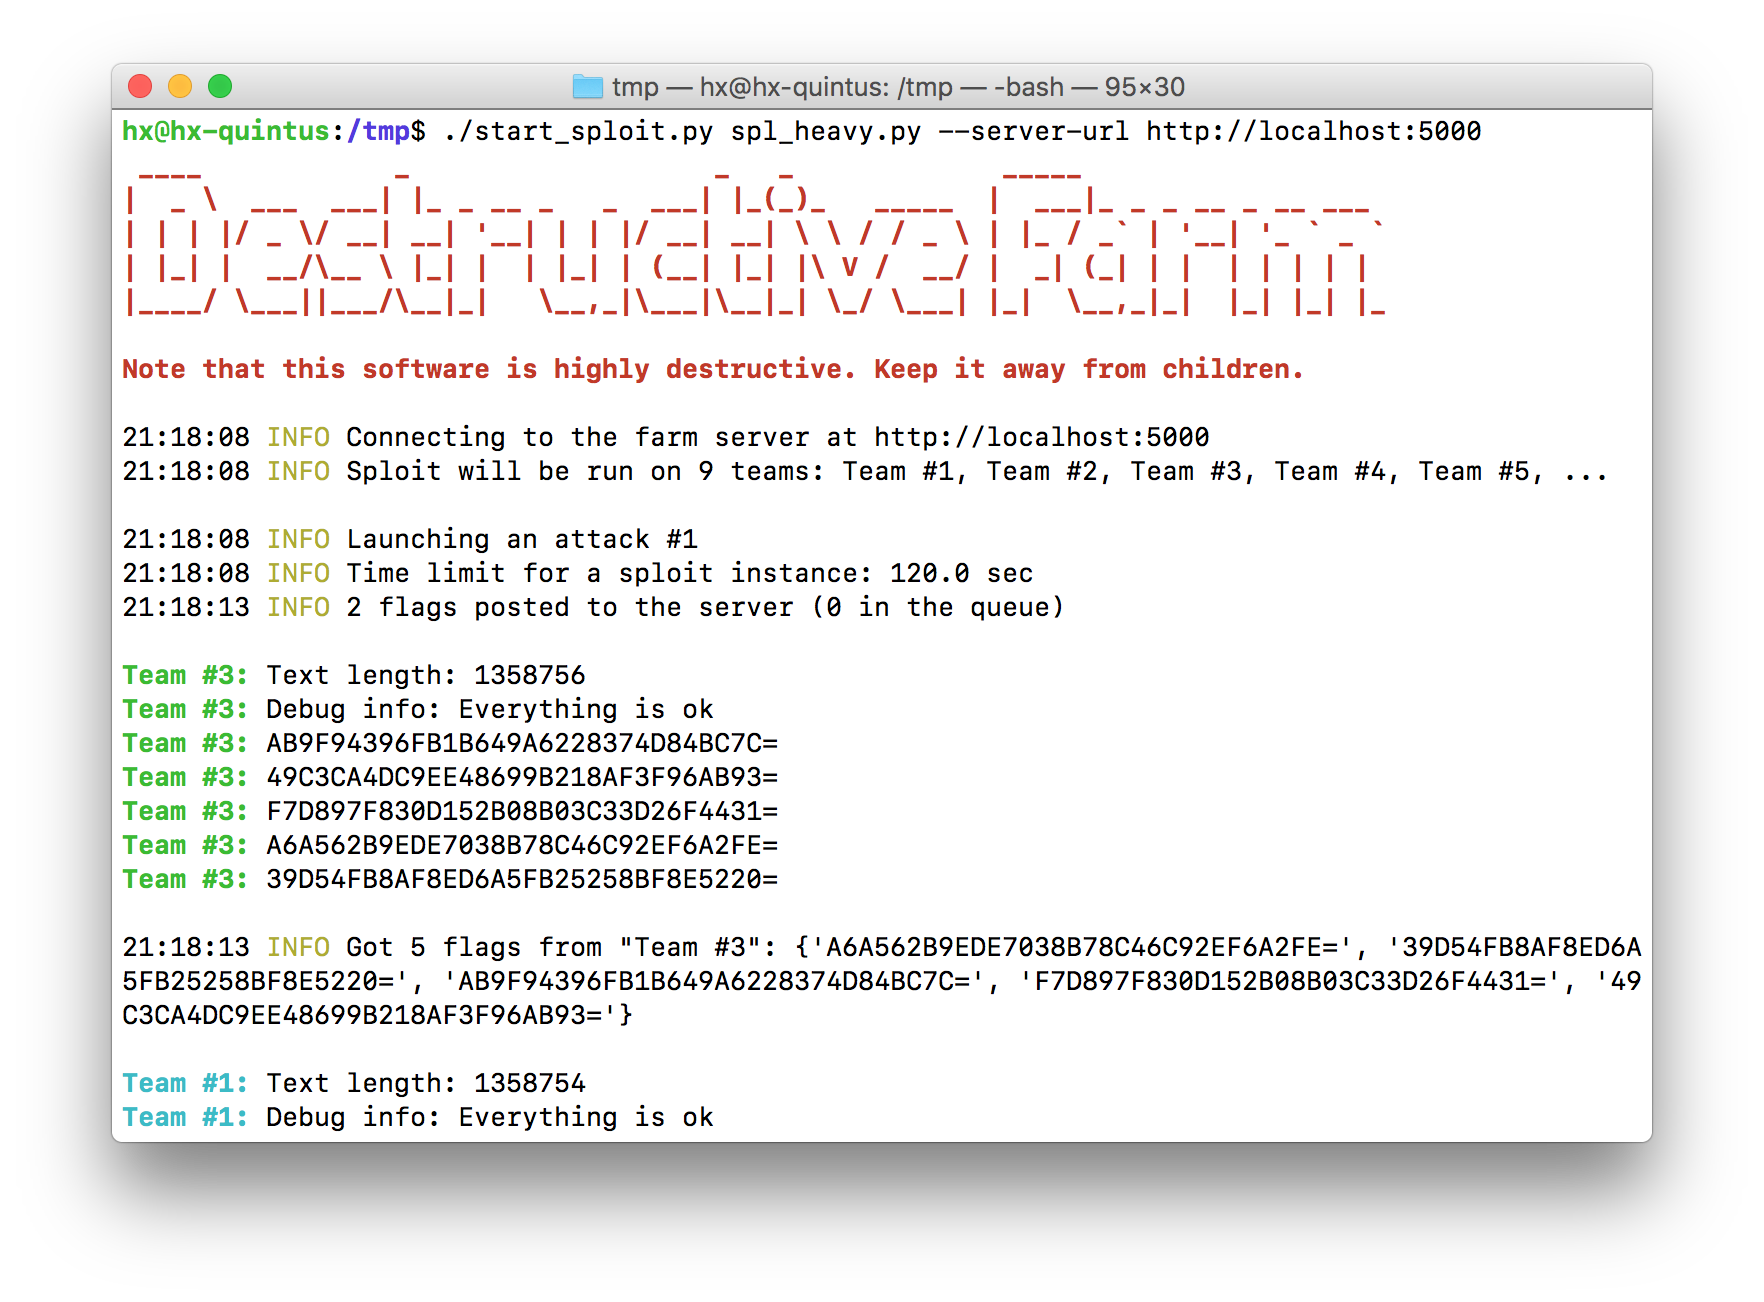 tmp — hx@hx-quintus: /tmp — -bash — 95×30
hx@hx-quintus:/tmp$ ./start_sploit.py spl_heavy.py --server-url http://localhost:5000
Destructive Farm
Note that this software is highly destructive. Keep it away from children.
21:18:08 INFO Connecting to the farm server at http://localhost:5000
21:18:08 INFO Sploit will be run on 9 teams: Team #1, Team #2, Team #3, Team #4, Team #5, ...
21:18:08 INFO Launching an attack #1
21:18:08 INFO Time limit for a sploit instance: 120.0 sec
21:18:13 INFO 2 flags posted to the server (0 in the queue)
Team #3: Text length: 1358756
Team #3: Debug info: Everything is ok
Team #3: AB9F94396FB1B649A6228374D84BC7C=
Team #3: 49C3CA4DC9EE48699B218AF3F96AB93=
Team #3: F7D897F830D152B08B03C33D26F4431=
Team #3: A6A562B9EDE7038B78C46C92EF6A2FE=
Team #3: 39D54FB8AF8ED6A5FB25258BF8E5220=
21:18:13 INFO Got 5 flags from "Team #3": {'A6A562B9EDE7038B78C46C92EF6A2FE=', '39D54FB8AF8ED6A
5FB25258BF8E5220=', 'AB9F94396FB1B649A6228374D84BC7C=', 'F7D897F830D152B08B03C33D26F4431=', '49
C3CA4DC9EE48699B218AF3F96AB93='}
Team #1: Text length: 1358754
Team #1: Debug info: Everything is ok